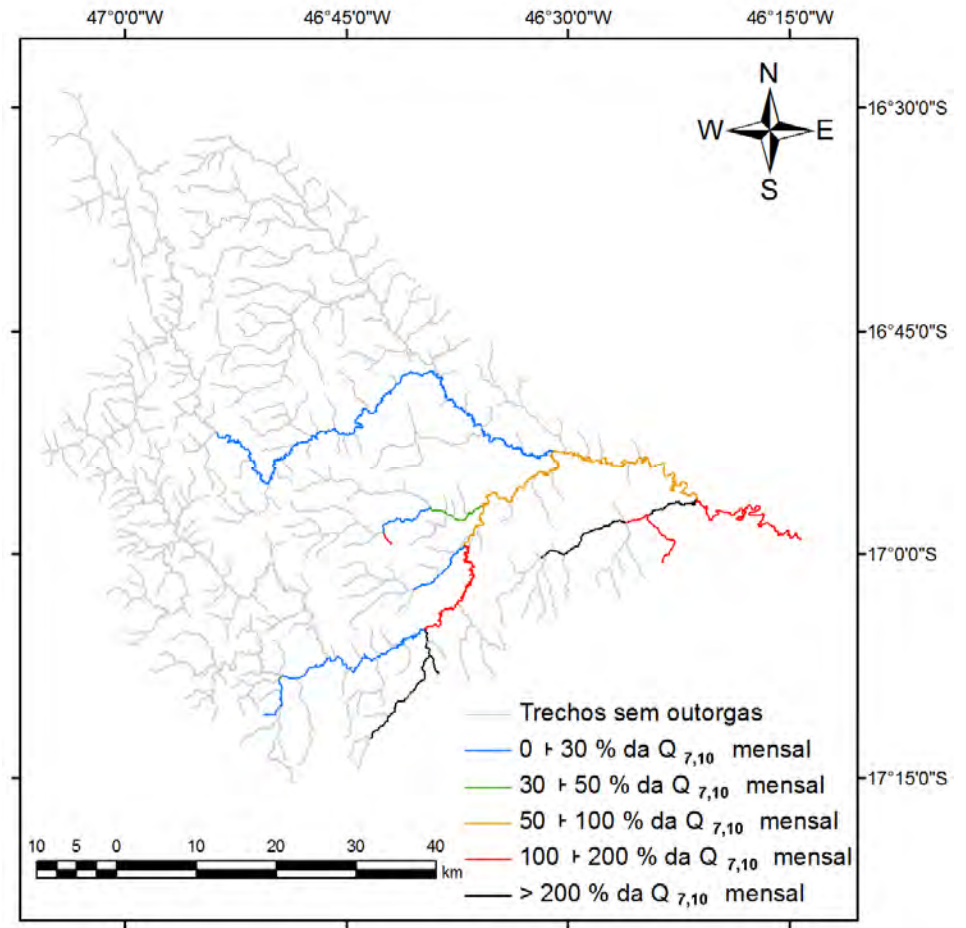 47°0'0"W 46°45'0"W 46°30'0"W 46°15'0"W
N
W E
S
16°30'0"S
16°45'0"S
17°0'0"S
17°15'0"S
Trechos sem outorgas
0 Ⱶ 30 % da Q 7,10 mensal
30 Ⱶ 50 % da Q 7,10 mensal
50 Ⱶ 100 % da Q 7,10 mensal
100 Ⱶ 200 % da Q 7,10 mensal
> 200 % da Q 7,10 mensal
10 5 0 10 20 30 40
km